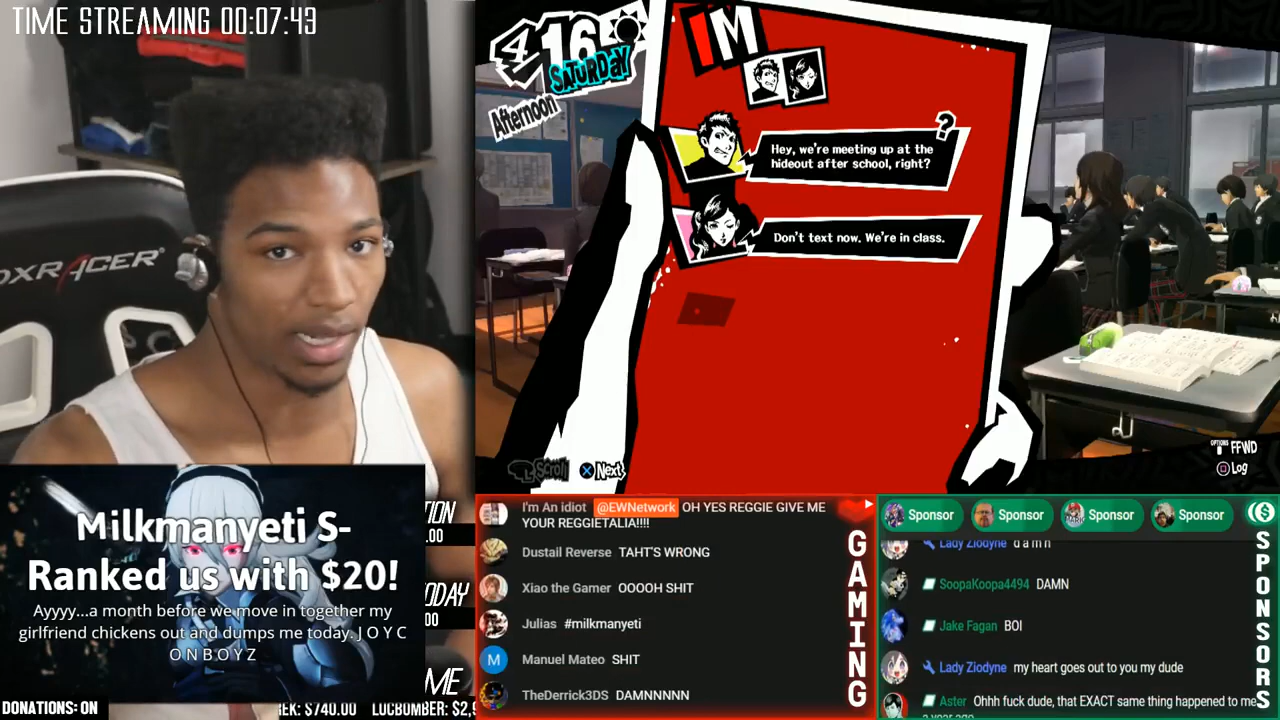 TIME STREAMING 00:07:43
DXRACER
4 16
SATURDAY
Afternoon
IM
Hey, we're meeting up at the
hideout after school, right?
?
Don't text now. We're in class.
Scroll Next
OPTIONS FFWD
Log
Milkmanyeti S-
Ranked us with $20!
Ayyyy...a month before we move in together my
girlfriend chickens out and dumps me today. J O Y C
O N B O Y Z
.00
ODAY
DONATIONS: ON
$740.00
I'm An idiot @EWNetwork OH YES REGGIE GIVE ME
YOUR REGGIETALIA!!!!
Dustail Reverse TAHT'S WRONG
Xiao the Gamer OOOOH SHIT
Julias #milkmanyeti
M Manuel Mateo SHIT
TheDerrick3DS DAMNNNNN
GAMING
Sponsor Sponsor Sponsor Sponsor
Lady Ziodyne d a m n
SoopaKoopa4494 DAMN
Jake Fagan BOI
Lady Ziodyne my heart goes out to you my dude
Aster Ohhh fuck dude, that EXACT same thing happened to me
a year ago
SPONSORS